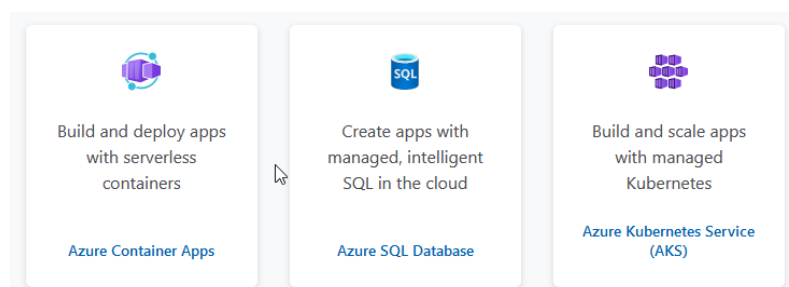 Build and deploy apps
with serverless
containers
Azure Container Apps
SQL
Create apps with
managed, intelligent
SQL in the cloud
Azure SQL Database
Build and scale apps
with managed
Kubernetes
Azure Kubernetes Service
(AKS)